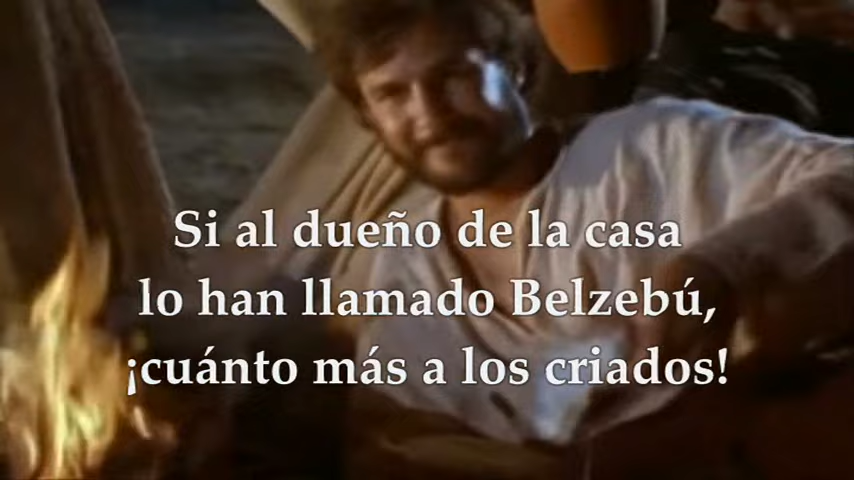 Si al dueño de la casa
lo han llamado Belzebú,
¡cuánto más a los criados!